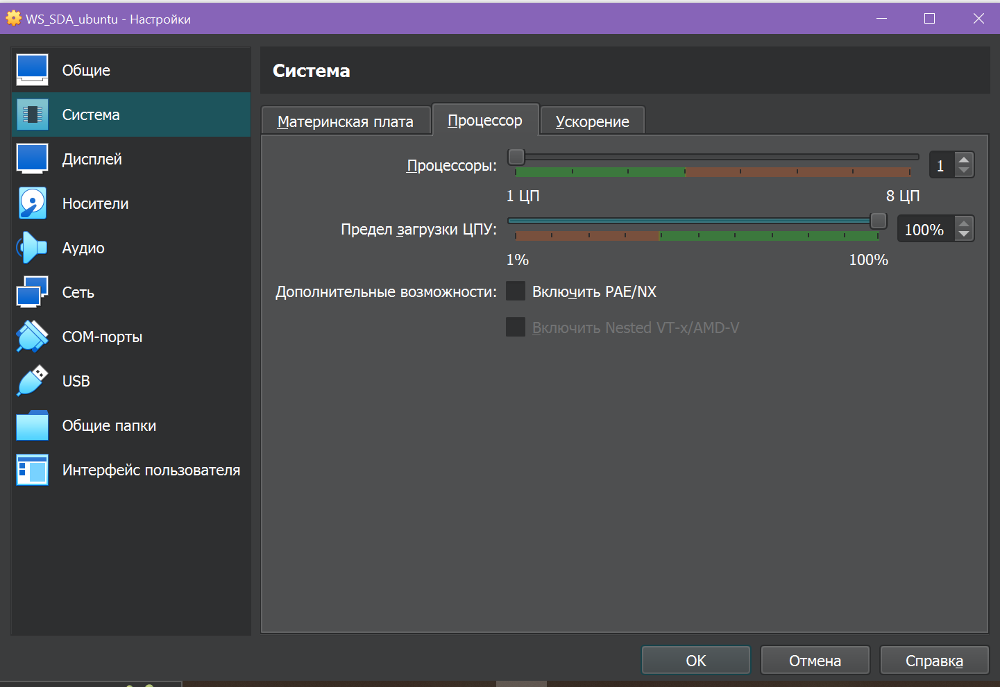 WS_SDA_ubuntu - Настройки
Общие
Система
Дисплей
Носители
Аудио
Сеть
COM-порты
USB
Общие папки
Интерфейс пользователя
Система
Материнская плата
Процессор
Ускорение
Процессоры:
1
1 ЦП
8 ЦП
Предел загрузки ЦПУ:
100%
1%
100%
Дополнительные возможности:
Включить PAE/NX
Включить Nested VT-x/AMD-V
OK
Отмена
Справка